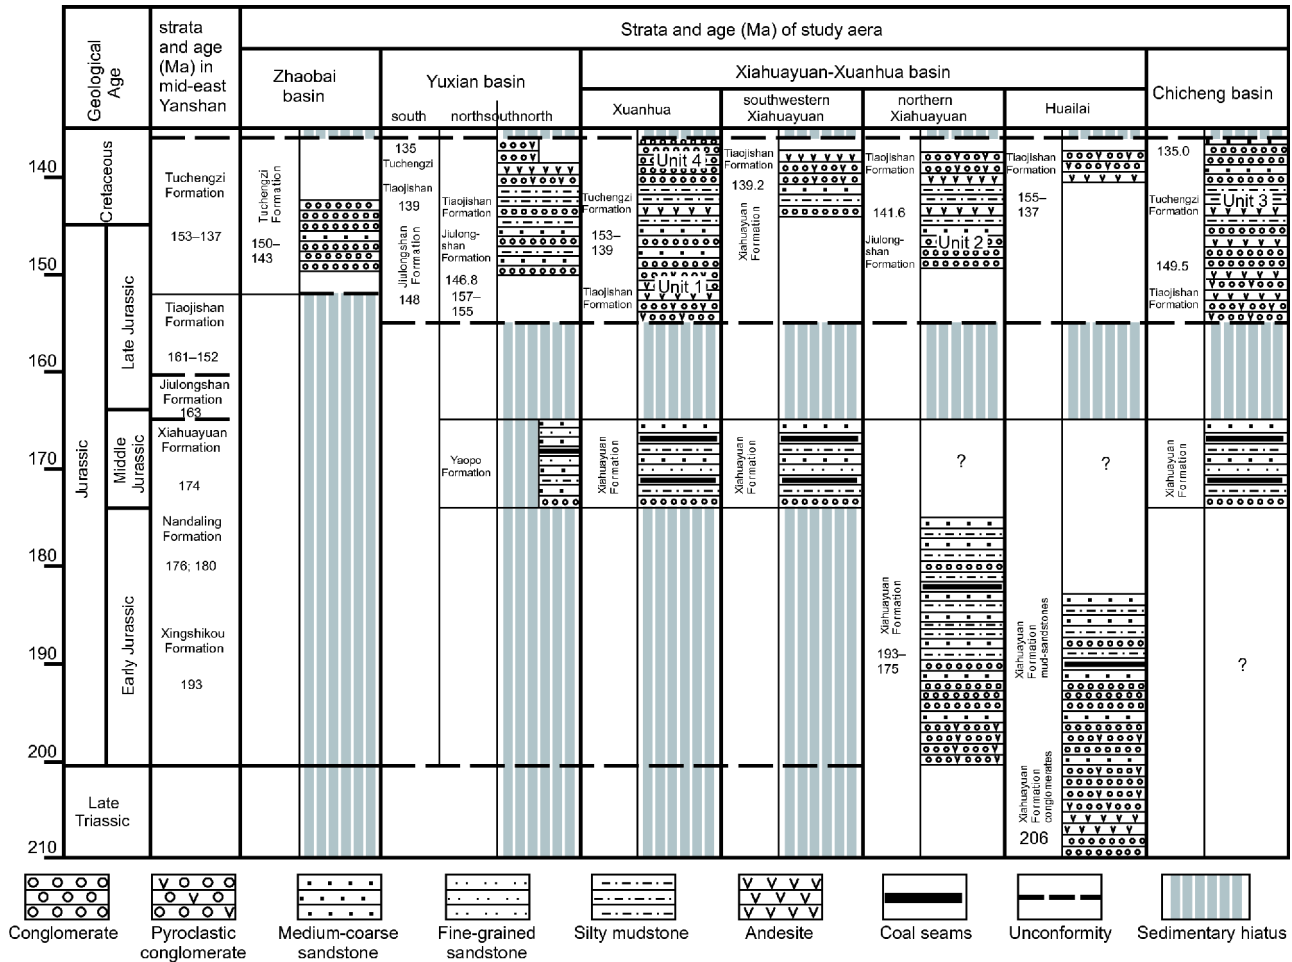 Geological
Age
strata
and age
(Ma) in
mid-east
Yanshan
Strata and age (Ma) of study aera
Zhaobai
basin
Yuxian basin
south
northsouthnorth
Xiahuayuan-Xuanhua basin
Xuanhua
southwestern
Xiahuayuan
northern
Xiahuayuan
Huailai
Chicheng basin
140
150
160
170
180
190
200
210
Cretaceous
Jurassic
Late Jurassic
Middle
Jurassic
Early Jurassic
Late
Triassic
Tuchengzi
Formation
153–137
Tiaojishan
Formation
161–152
Jiulongshan
Formation
163
Xiahuayuan
Formation
174
Nandaling
Formation
176; 180
Xingshikou
Formation
193
Tuchengzi
Formation
150–
143
135
Tuchengzi
Tiaojishan
139
Jiulongshan
Formation
148
Tiaojishan
Formation
Jiulong-
shan
Formation
146.8
157–
155
Yaopo
Formation
Tuchengzi
Formation
153–
139
Tiaojishan
Formation
Unit 4
Unit 1
Xiahuayuan
Formation
Tiaojishan
Formation
139.2
Xiahuayuan
Formation
Xiahuayuan
Formation
Tiaojishan
Formation
141.6
Jiulong-
shan
Formation
Unit 2
?
Xiahuayuan
Formation
193–
175
Tiaojishan
Formation
155–
137
?
Xiahuayuan
Formation
mud-sandstones
Xiahuayuan
Formation
conglomerates
206
135.0
Tuchengzi
Formation
Unit 3
149.5
Tiaojishan
Formation
Xiahuayuan
Formation
?
Conglomerate
Pyroclastic
conglomerate
Medium-coarse
sandstone
Fine-grained
sandstone
Silty mudstone
Andesite
Coal seams
Unconformity
Sedimentary hiatus